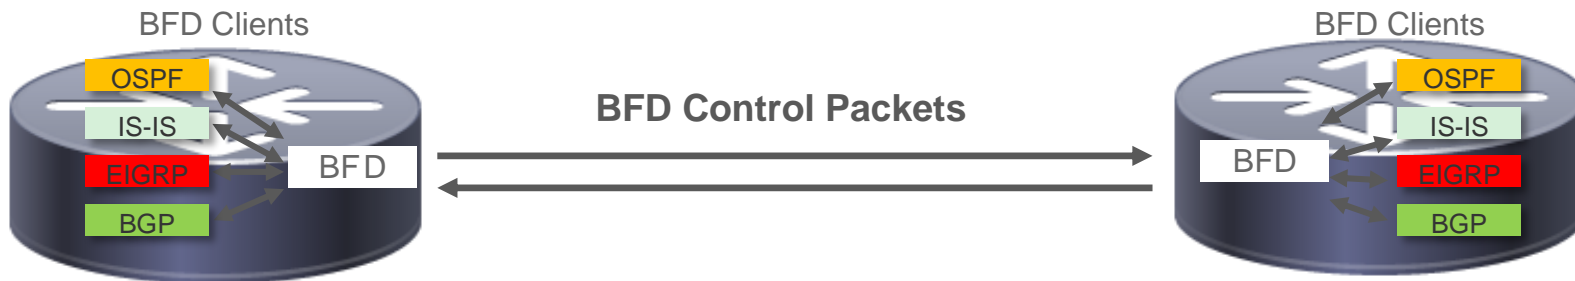 BFD Clients
OSPF
IS-IS
EIGRP
BGP
BFD
BFD Control Packets
BFD Clients
BFD
OSPF
IS-IS
EIGRP
BGP